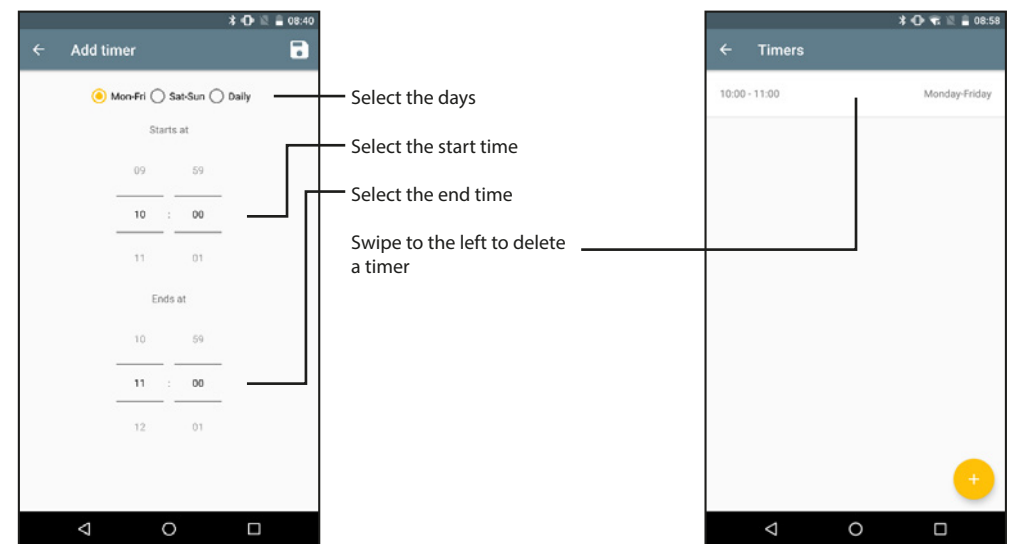 08:40
Add timer
Mon-Fri Sat-Sun Daily
Starts at
09 59
10 : 00
11 01
Ends at
10 59
11 : 00
12 01
Select the days
Select the start time
Select the end time
Swipe to the left to delete
a timer
08:58
Timers
10:00 - 11:00 Monday-Friday
+